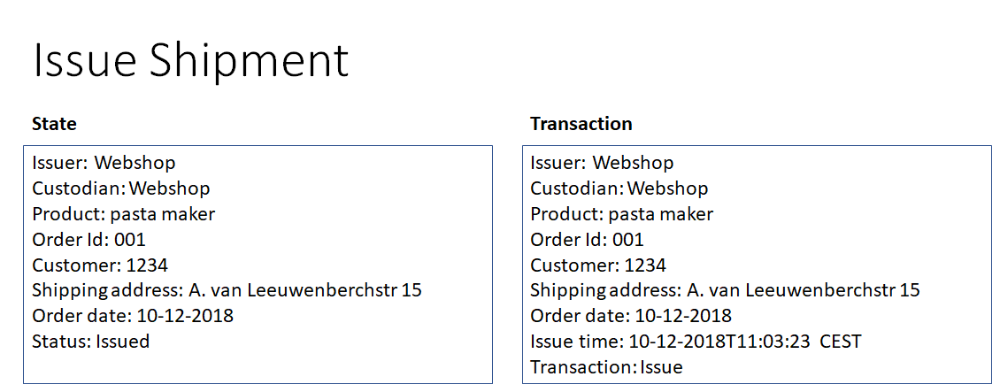 Issue Shipment
State
Issuer: Webshop
Custodian: Webshop
Product: pasta maker
Order Id: 001
Customer: 1234
Shipping address: A. van Leeuwenberchstr 15
Order date: 10-12-2018
Status: Issued
Transaction
Issuer: Webshop
Custodian: Webshop
Product: pasta maker
Order Id: 001
Customer: 1234
Shipping address: A. van Leeuwenberchstr 15
Order date: 10-12-2018
Issue time: 10-12-2018T11:03:23 CEST
Transaction: Issue